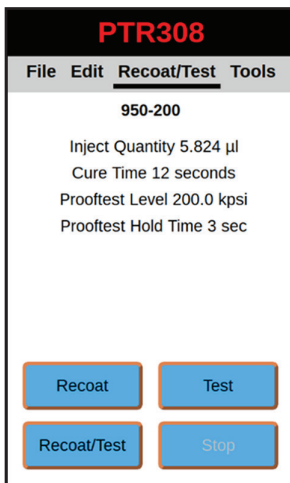 PTR308
File Edit Recoat/Test Tools
950-200
Inject Quantity 5.824 µl
Cure Time 12 seconds
Prooftest Level 200.0 kpsi
Prooftest Hold Time 3 sec
Recoat Test
Recoat/Test Stop